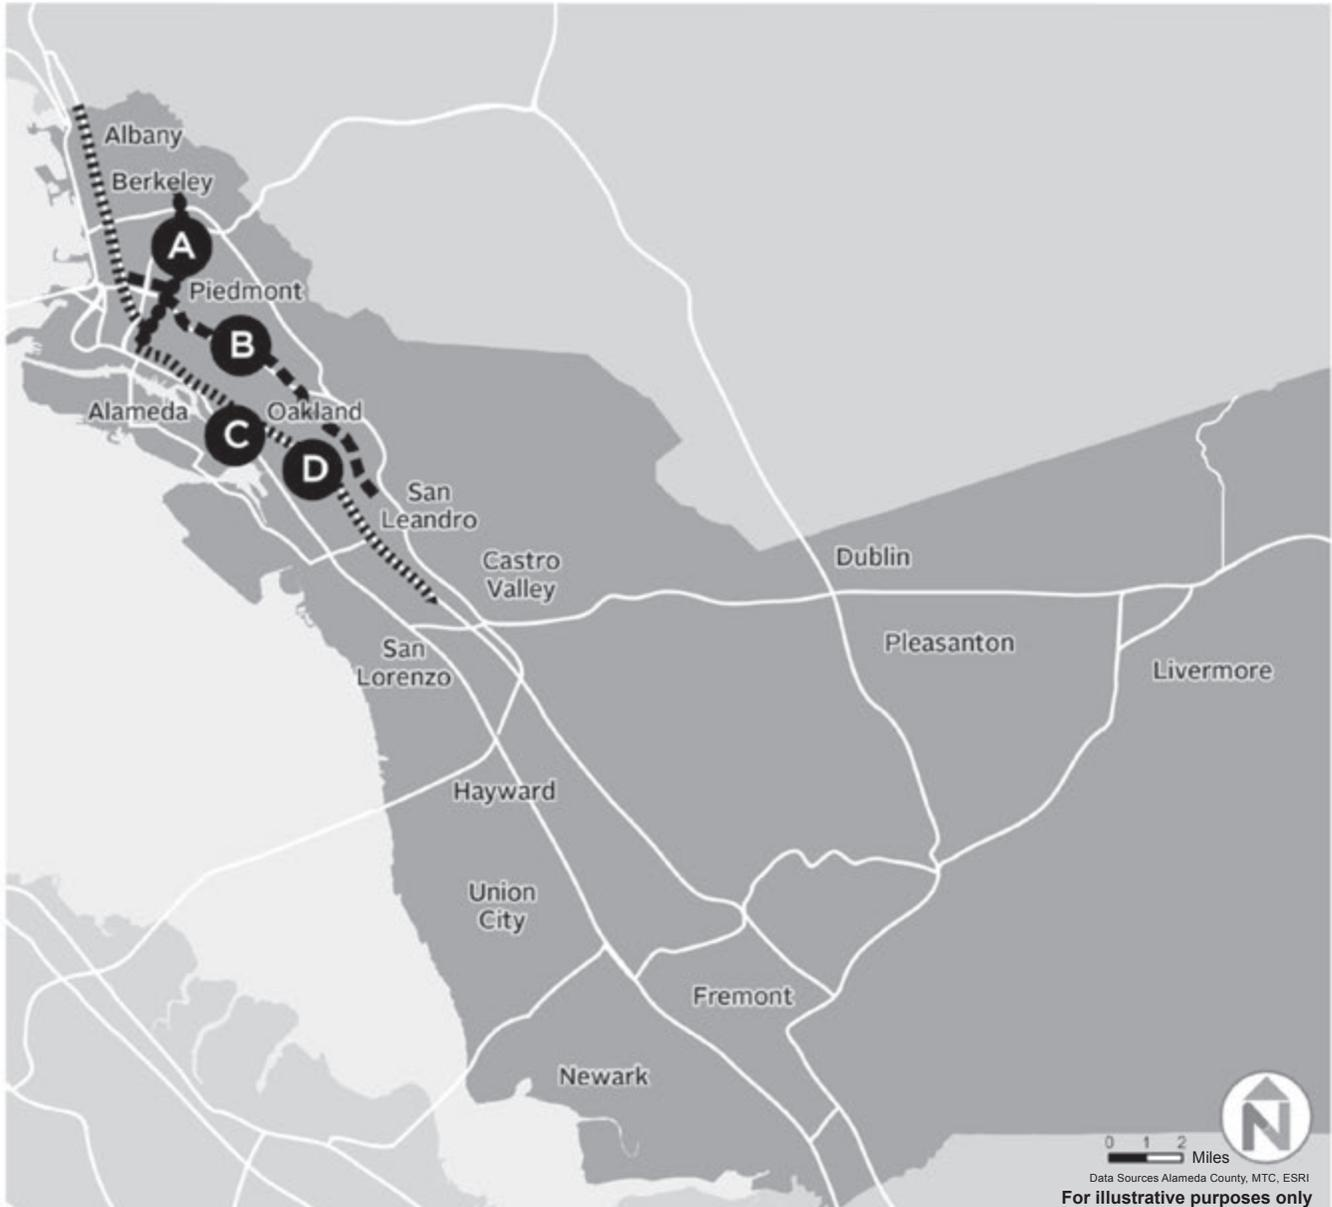 Albany
Berkeley
A
Piedmont
B
Alameda
Oakland
C
D
San
Leandro
Castro
Valley
Dublin
San
Lorenzo
Pleasanton
Livermore
Hayward
Union
City
Fremont
Newark
N
0 1 2
Miles
Data Sources Alameda County, MTC, ESRI
For illustrative purposes only